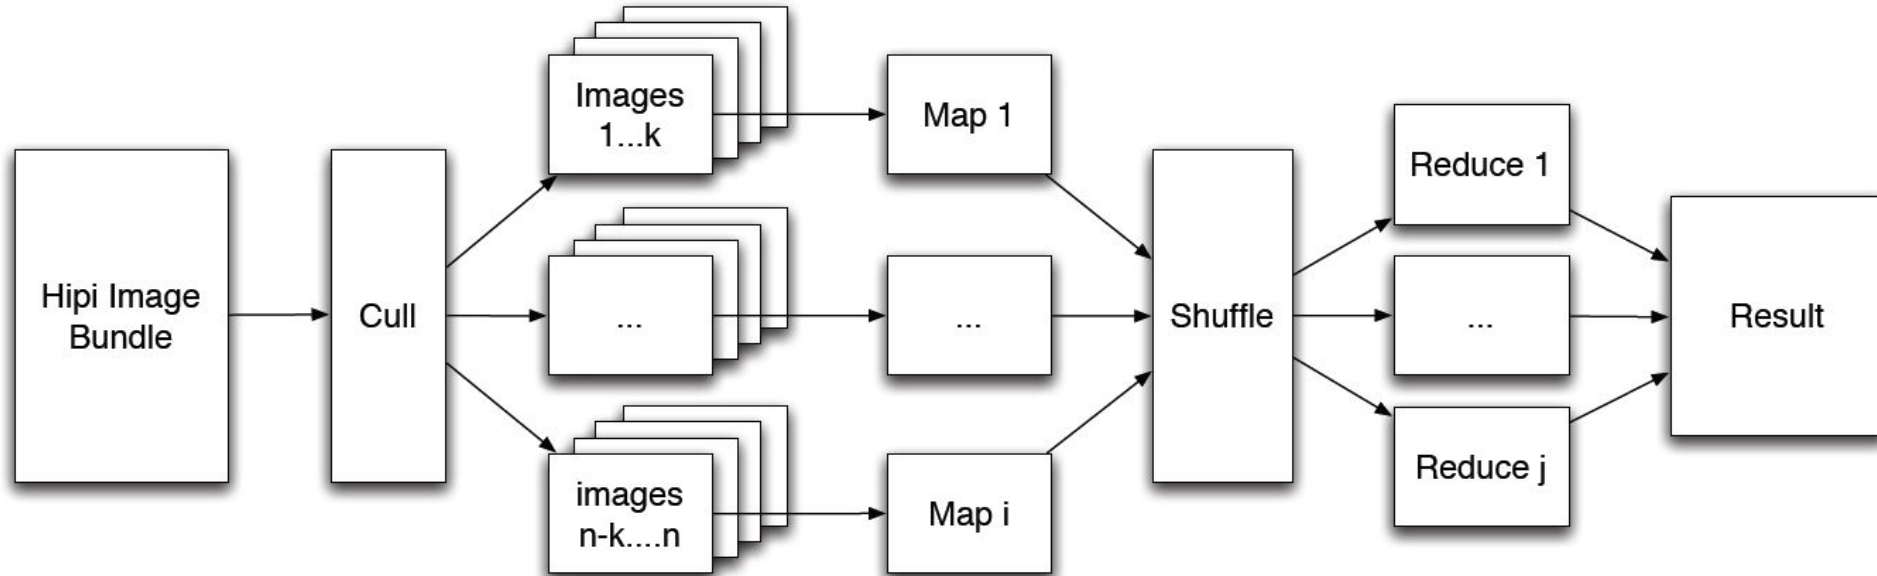 Hipi Image
Bundle
Cull
Images
1...k
...
images
n-k....n
Map 1
...
Map i
Shuffle
Reduce 1
...
Reduce j
Result